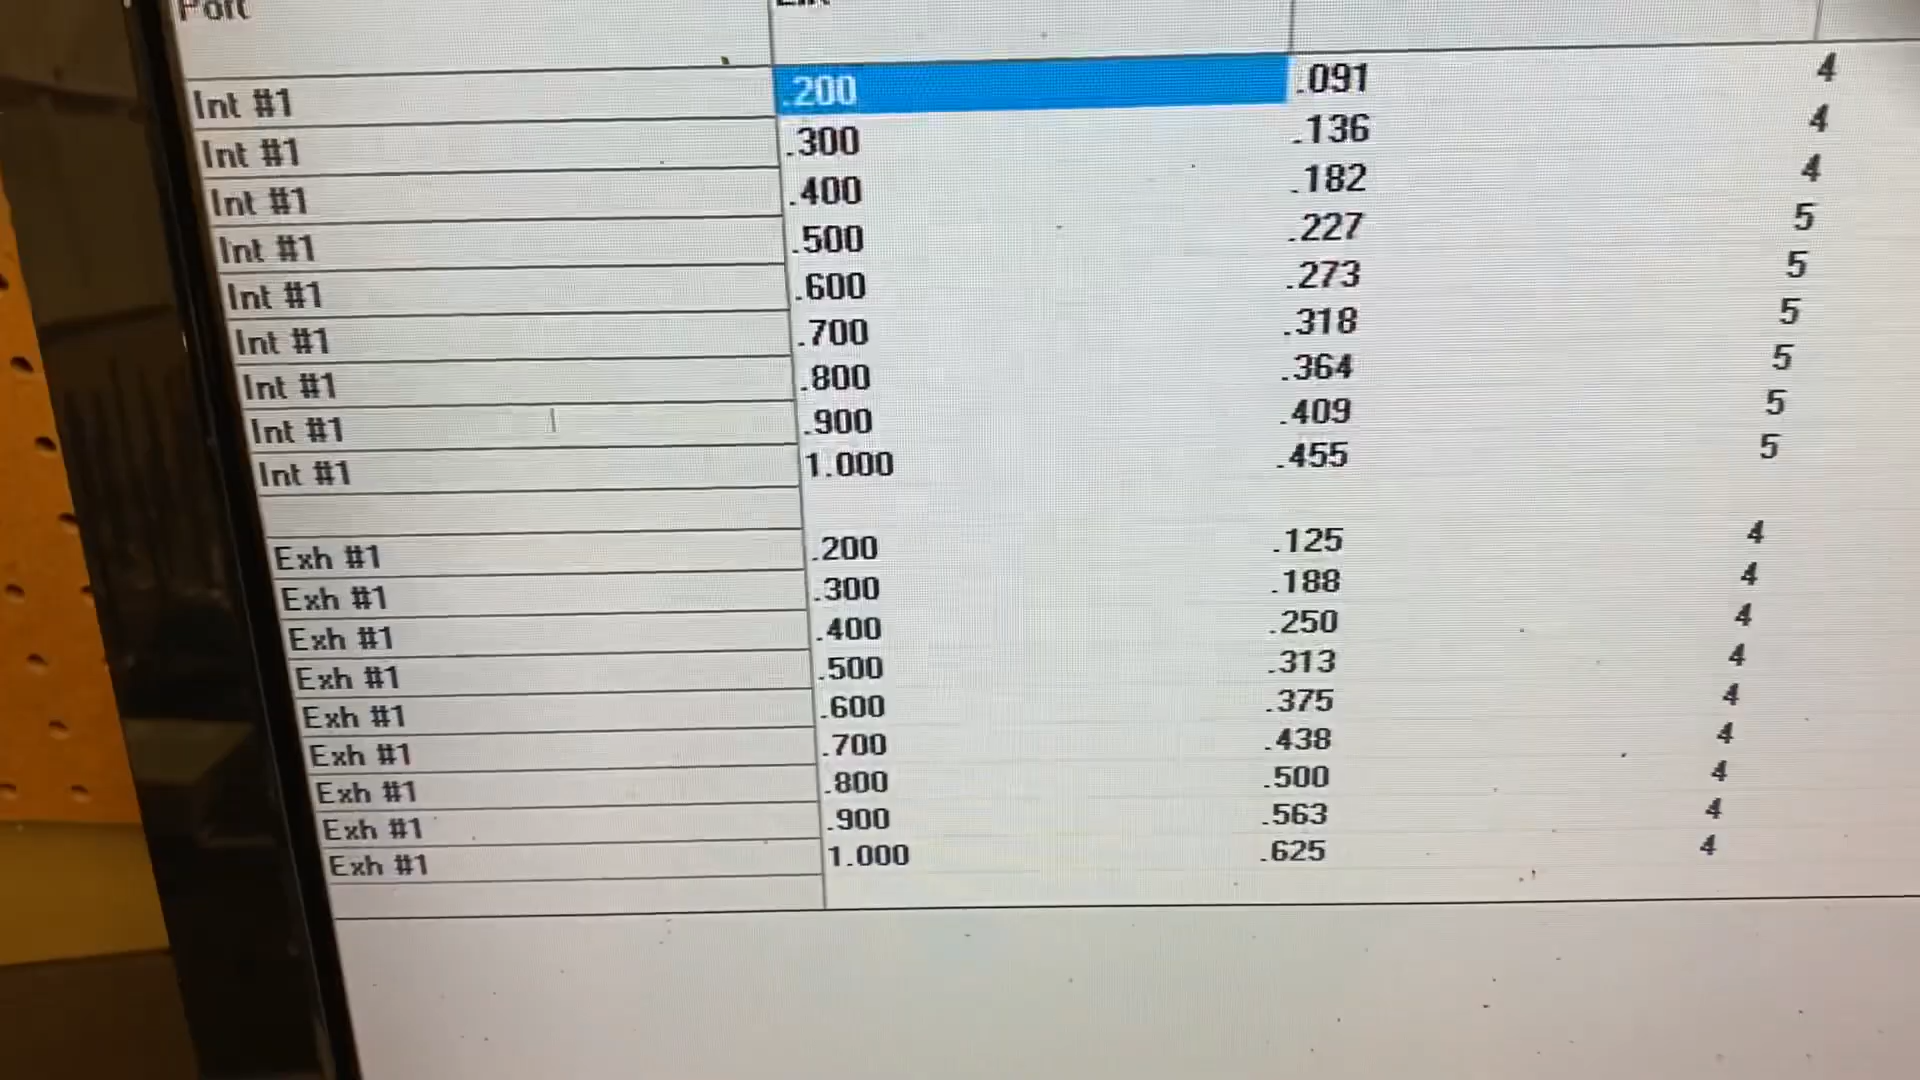 Port
Int #1 .200 .091 4
Int #1 .300 .136 4
Int #1 .400 .182 4
Int #1 .500 .227 5
Int #1 .600 .273 5
Int #1 .700 .318 5
Int #1 .800 .364 5
Int #1 .900 .409 5
Int #1 1.000 .455 5
Exh #1 .200 .125 4
Exh #1 .300 .188 4
Exh #1 .400 .250 4
Exh #1 .500 .313 4
Exh #1 .600 .375 4
Exh #1 .700 .438 4
Exh #1 .800 .500 4
Exh #1 .900 .563 4
Exh #1 1.000 .625 4